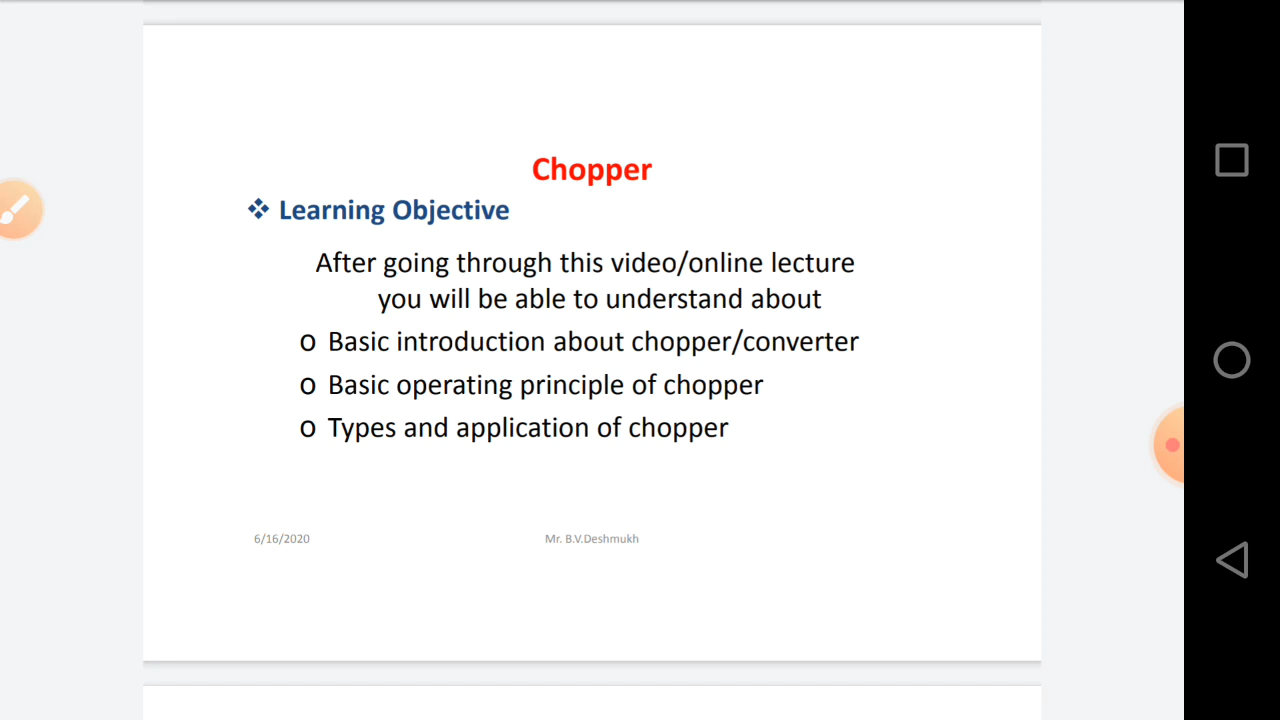 Chopper
❖ Learning Objective
After going through this video/online lecture
you will be able to understand about
o Basic introduction about chopper/converter
o Basic operating principle of chopper
o Types and application of chopper
6/16/2020 Mr. B.V.Deshmukh